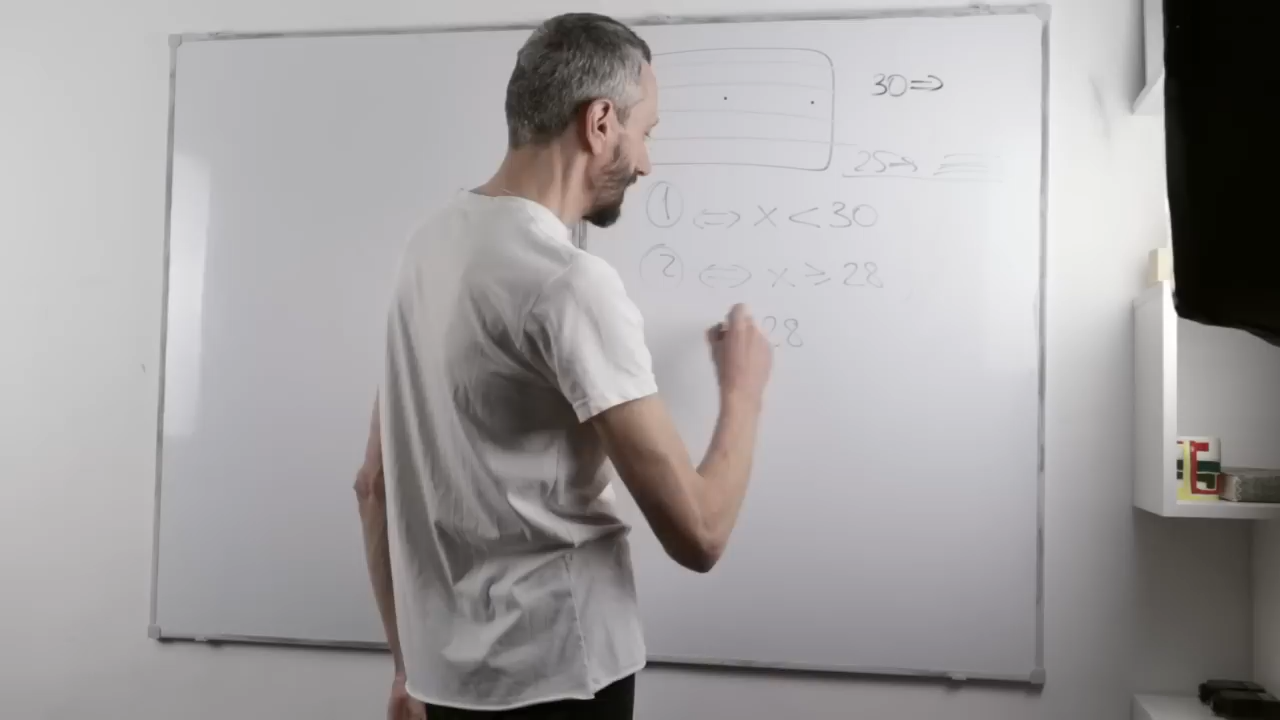 30⇒
25→
① ⇔ x < 30
② ⇔ x ≥ 28
28